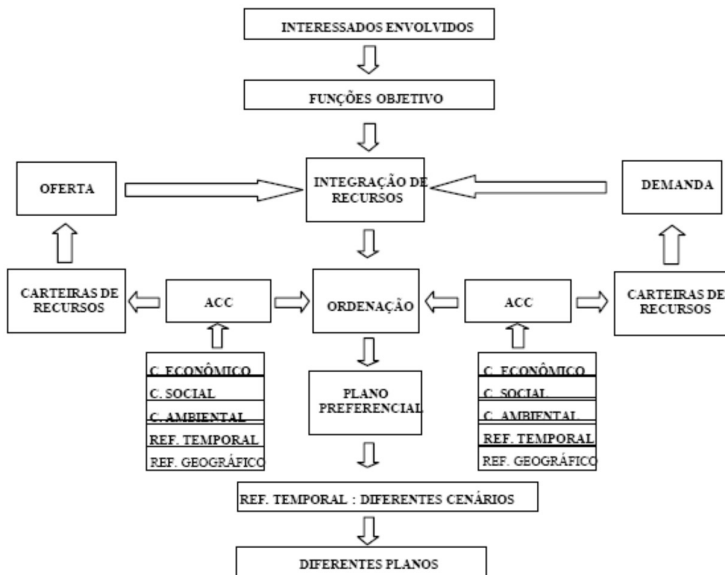 INTERESSADOS ENVOLVIDOS
FUNÇÕES OBJETIVO
OFERTA
INTEGRAÇÃO DE
RECURSOS
DEMANDA
CARTEIRAS DE
RECURSOS
ACC
ORDENAÇÃO
ACC
CARTEIRAS DE
RECURSOS
C. ECONÔMICO
C. SOCIAL
C. AMBIENTAL
REF. TEMPORAL
REF. GEOGRÁFICO
PLANO
PREFERENCIAL
C. ECONÔMICO
C. SOCIAL
C. AMBIENTAL
REF. TEMPORAL
REF. GEOGRÁFICO
REF. TEMPORAL : DIFERENTES CENÁRIOS
DIFERENTES PLANOS